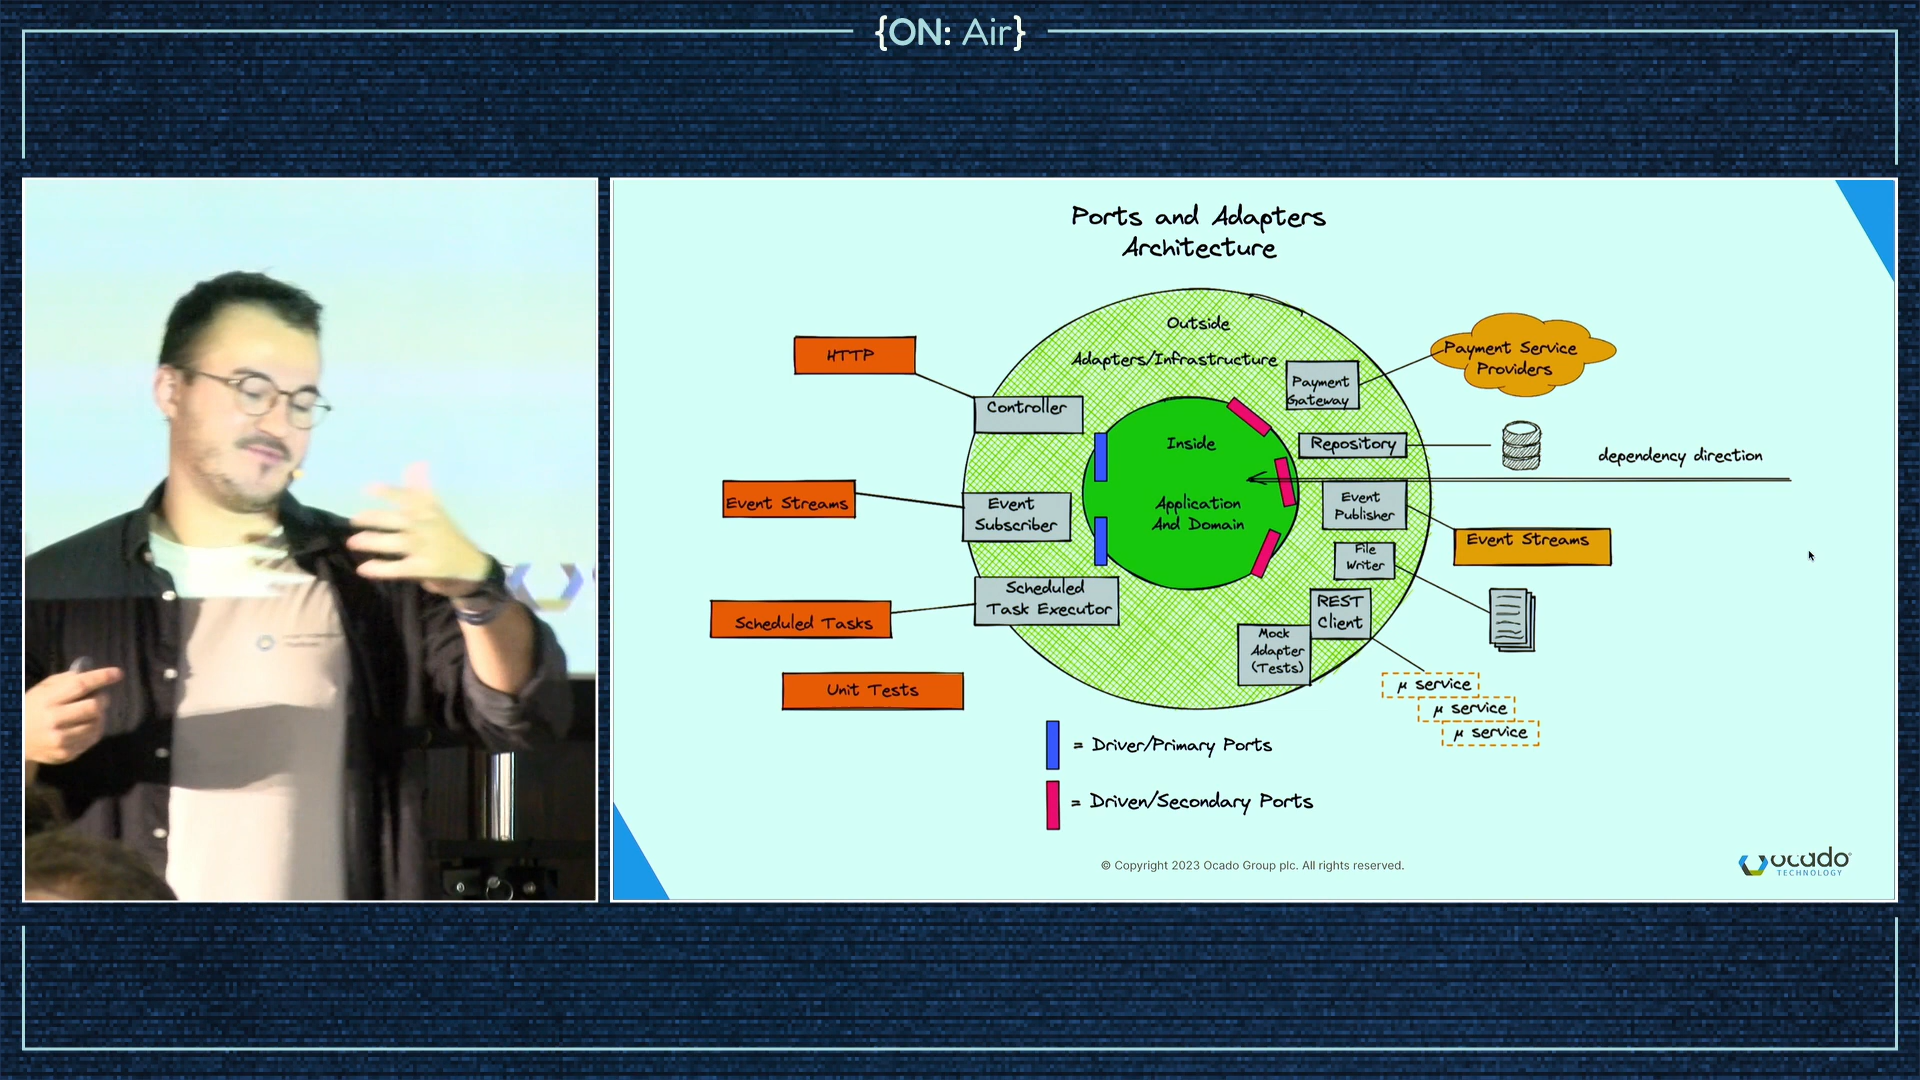 {ON: Air}
Ports and Adapters
Architecture
Outside
Adapters/Infrastructure
HTTP
Controller
Payment
Gateway
Payment Service
Providers
Inside
Repository
dependency direction
Event Streams
Event
Subscriber
Application
And Domain
Event
Publisher
Event Streams
File
Writer
Scheduled Tasks
Scheduled
Task Executor
REST
Client
Mock
Adapter
(Tests)
Unit Tests
μ service
μ service
μ service
= Driver/Primary Ports
= Driven/Secondary Ports
© Copyright 2023 Ocado Group plc. All rights reserved.
ocado
TECHNOLOGY